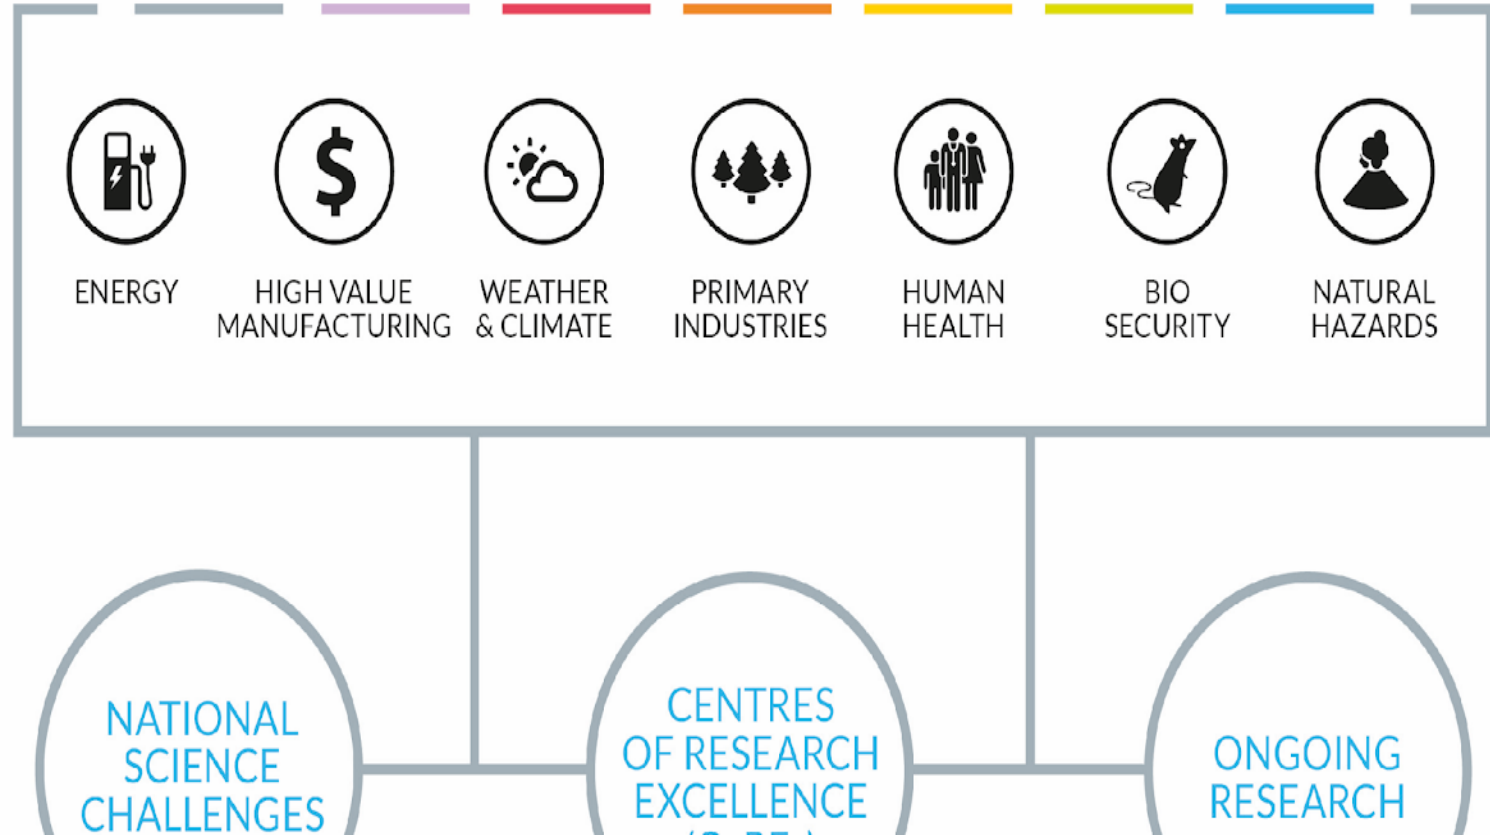 ENERGY
HIGH VALUE
MANUFACTURING
WEATHER
& CLIMATE
PRIMARY
INDUSTRIES
HUMAN
HEALTH
BIO
SECURITY
NATURAL
HAZARDS
NATIONAL
SCIENCE
CHALLENGES
CENTRES
OF RESEARCH
EXCELLENCE
ONGOING
RESEARCH